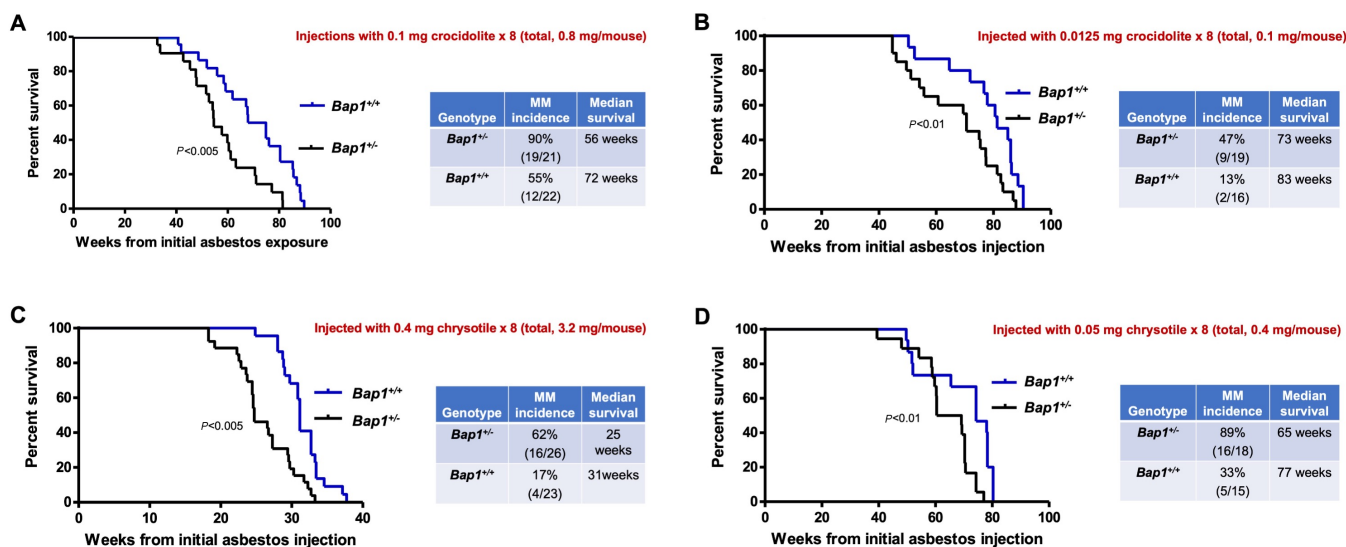 A
Injections with 0.1 mg crocidolite x 8 (total, 0.8 mg/mouse)
Percent survival
100
80
60
40
20
0
0 20 40 60 80 100
Weeks from initial asbestos exposure
P<0.005
Bap1+/+
Bap1+/-
Genotype MM incidence Median survival
Bap1+/- 90% (19/21) 56 weeks
Bap1+/+ 55% (12/22) 72 weeks
B
Injected with 0.0125 mg crocidolite x 8 (total, 0.1 mg/mouse)
Percent survival
100
80
60
40
20
0
0 20 40 60 80 100
Weeks from initial asbestos injection
P<0.01
Bap1+/+
Bap1+/-
Genotype MM incidence Median survival
Bap1+/- 47% (9/19) 73 weeks
Bap1+/+ 13% (2/16) 83 weeks
C
Injected with 0.4 mg chrysotile x 8 (total, 3.2 mg/mouse)
Percent survival
100
80
60
40
20
0
0 10 20 30 40
Weeks from initial asbestos injection
P<0.005
Bap1+/+
Bap1+/-
Genotype MM incidence Median survival
Bap1+/- 62% (16/26) 25 weeks
Bap1+/+ 17% (4/23) 31weeks
D
Injected with 0.05 mg chrysotile x 8 (total, 0.4 mg/mouse)
Percent survival
100
80
60
40
20
0
0 20 40 60 80 100
Weeks from initial asbestos injection
P<0.01
Bap1+/+
Bap1+/-
Genotype MM incidence Median survival
Bap1+/- 89% (16/18) 65 weeks
Bap1+/+ 33% (5/15) 77 weeks